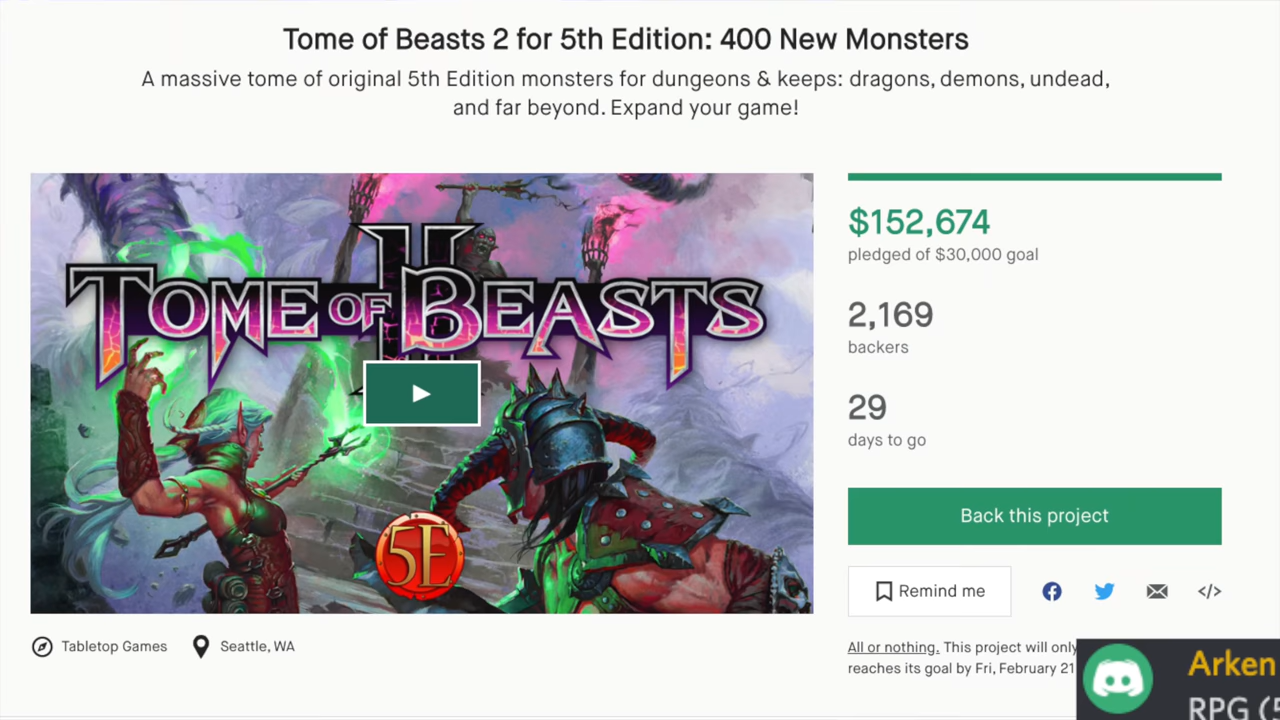 Tome of Beasts 2 for 5th Edition: 400 New Monsters
A massive tome of original 5th Edition monsters for dungeons & keeps: dragons, demons, undead,
and far beyond. Expand your game!
II
TOME OF BEASTS
5E
$152,674
pledged of $30,000 goal
2,169
backers
29
days to go
Back this project
Remind me
Tabletop Games
Seattle, WA
All or nothing. This project will only
reaches its goal by Fri, February 21
Arken
RPG (5